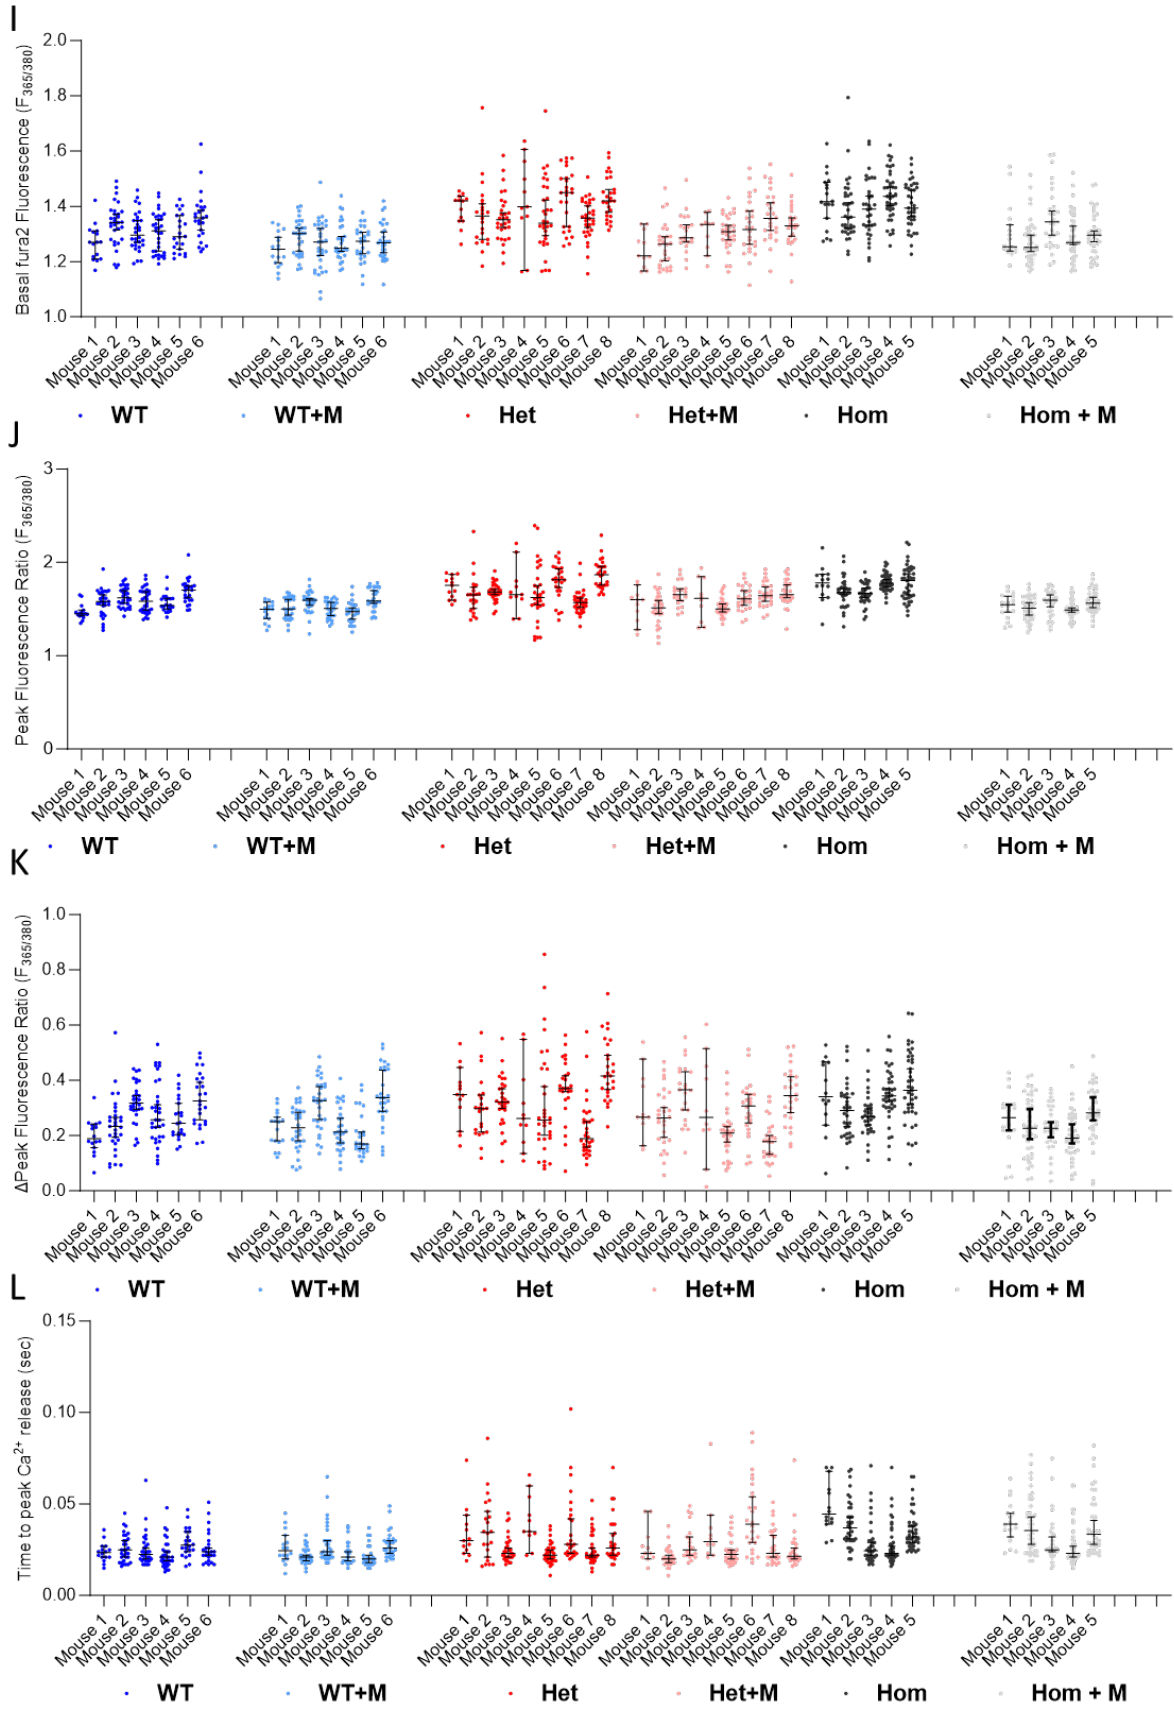 I
Basal fura2 Fluorescence (F365/380)
2.0
1.8
1.6
1.4
1.2
1.0
Mouse 1 Mouse 2 Mouse 3 Mouse 4 Mouse 5 Mouse 6 Mouse 1 Mouse 2 Mouse 3 Mouse 4 Mouse 5 Mouse 6 Mouse 1 Mouse 2 Mouse 3 Mouse 4 Mouse 5 Mouse 6 Mouse 7 Mouse 8 Mouse 1 Mouse 2 Mouse 3 Mouse 4 Mouse 5 Mouse 6 Mouse 7 Mouse 8 Mouse 1 Mouse 2 Mouse 3 Mouse 4 Mouse 5 Mouse 1 Mouse 2 Mouse 3 Mouse 4 Mouse 5
WT WT+M Het Het+M Hom Hom + M
J
Peak Fluorescence Ratio (F365/380)
3
2
1
0
Mouse 1 Mouse 2 Mouse 3 Mouse 4 Mouse 5 Mouse 6 Mouse 1 Mouse 2 Mouse 3 Mouse 4 Mouse 5 Mouse 6 Mouse 1 Mouse 2 Mouse 3 Mouse 4 Mouse 5 Mouse 6 Mouse 7 Mouse 8 Mouse 1 Mouse 2 Mouse 3 Mouse 4 Mouse 5 Mouse 6 Mouse 7 Mouse 8 Mouse 1 Mouse 2 Mouse 3 Mouse 4 Mouse 5 Mouse 1 Mouse 2 Mouse 3 Mouse 4 Mouse 5
WT WT+M Het Het+M Hom Hom + M
K
ΔPeak Fluorescence Ratio (F365/380)
1.0
0.8
0.6
0.4
0.2
0.0
Mouse 1 Mouse 2 Mouse 3 Mouse 4 Mouse 5 Mouse 6 Mouse 1 Mouse 2 Mouse 3 Mouse 4 Mouse 5 Mouse 6 Mouse 1 Mouse 2 Mouse 3 Mouse 4 Mouse 5 Mouse 6 Mouse 7 Mouse 8 Mouse 1 Mouse 2 Mouse 3 Mouse 4 Mouse 5 Mouse 6 Mouse 7 Mouse 8 Mouse 1 Mouse 2 Mouse 3 Mouse 4 Mouse 5 Mouse 1 Mouse 2 Mouse 3 Mouse 4 Mouse 5
WT WT+M Het Het+M Hom Hom + M
L
Time to peak Ca2+ release (sec)
0.15
0.10
0.05
0.00
Mouse 1 Mouse 2 Mouse 3 Mouse 4 Mouse 5 Mouse 6 Mouse 1 Mouse 2 Mouse 3 Mouse 4 Mouse 5 Mouse 6 Mouse 1 Mouse 2 Mouse 3 Mouse 4 Mouse 5 Mouse 6 Mouse 7 Mouse 8 Mouse 1 Mouse 2 Mouse 3 Mouse 4 Mouse 5 Mouse 6 Mouse 7 Mouse 8 Mouse 1 Mouse 2 Mouse 3 Mouse 4 Mouse 5 Mouse 1 Mouse 2 Mouse 3 Mouse 4 Mouse 5
WT WT+M Het Het+M Hom Hom + M